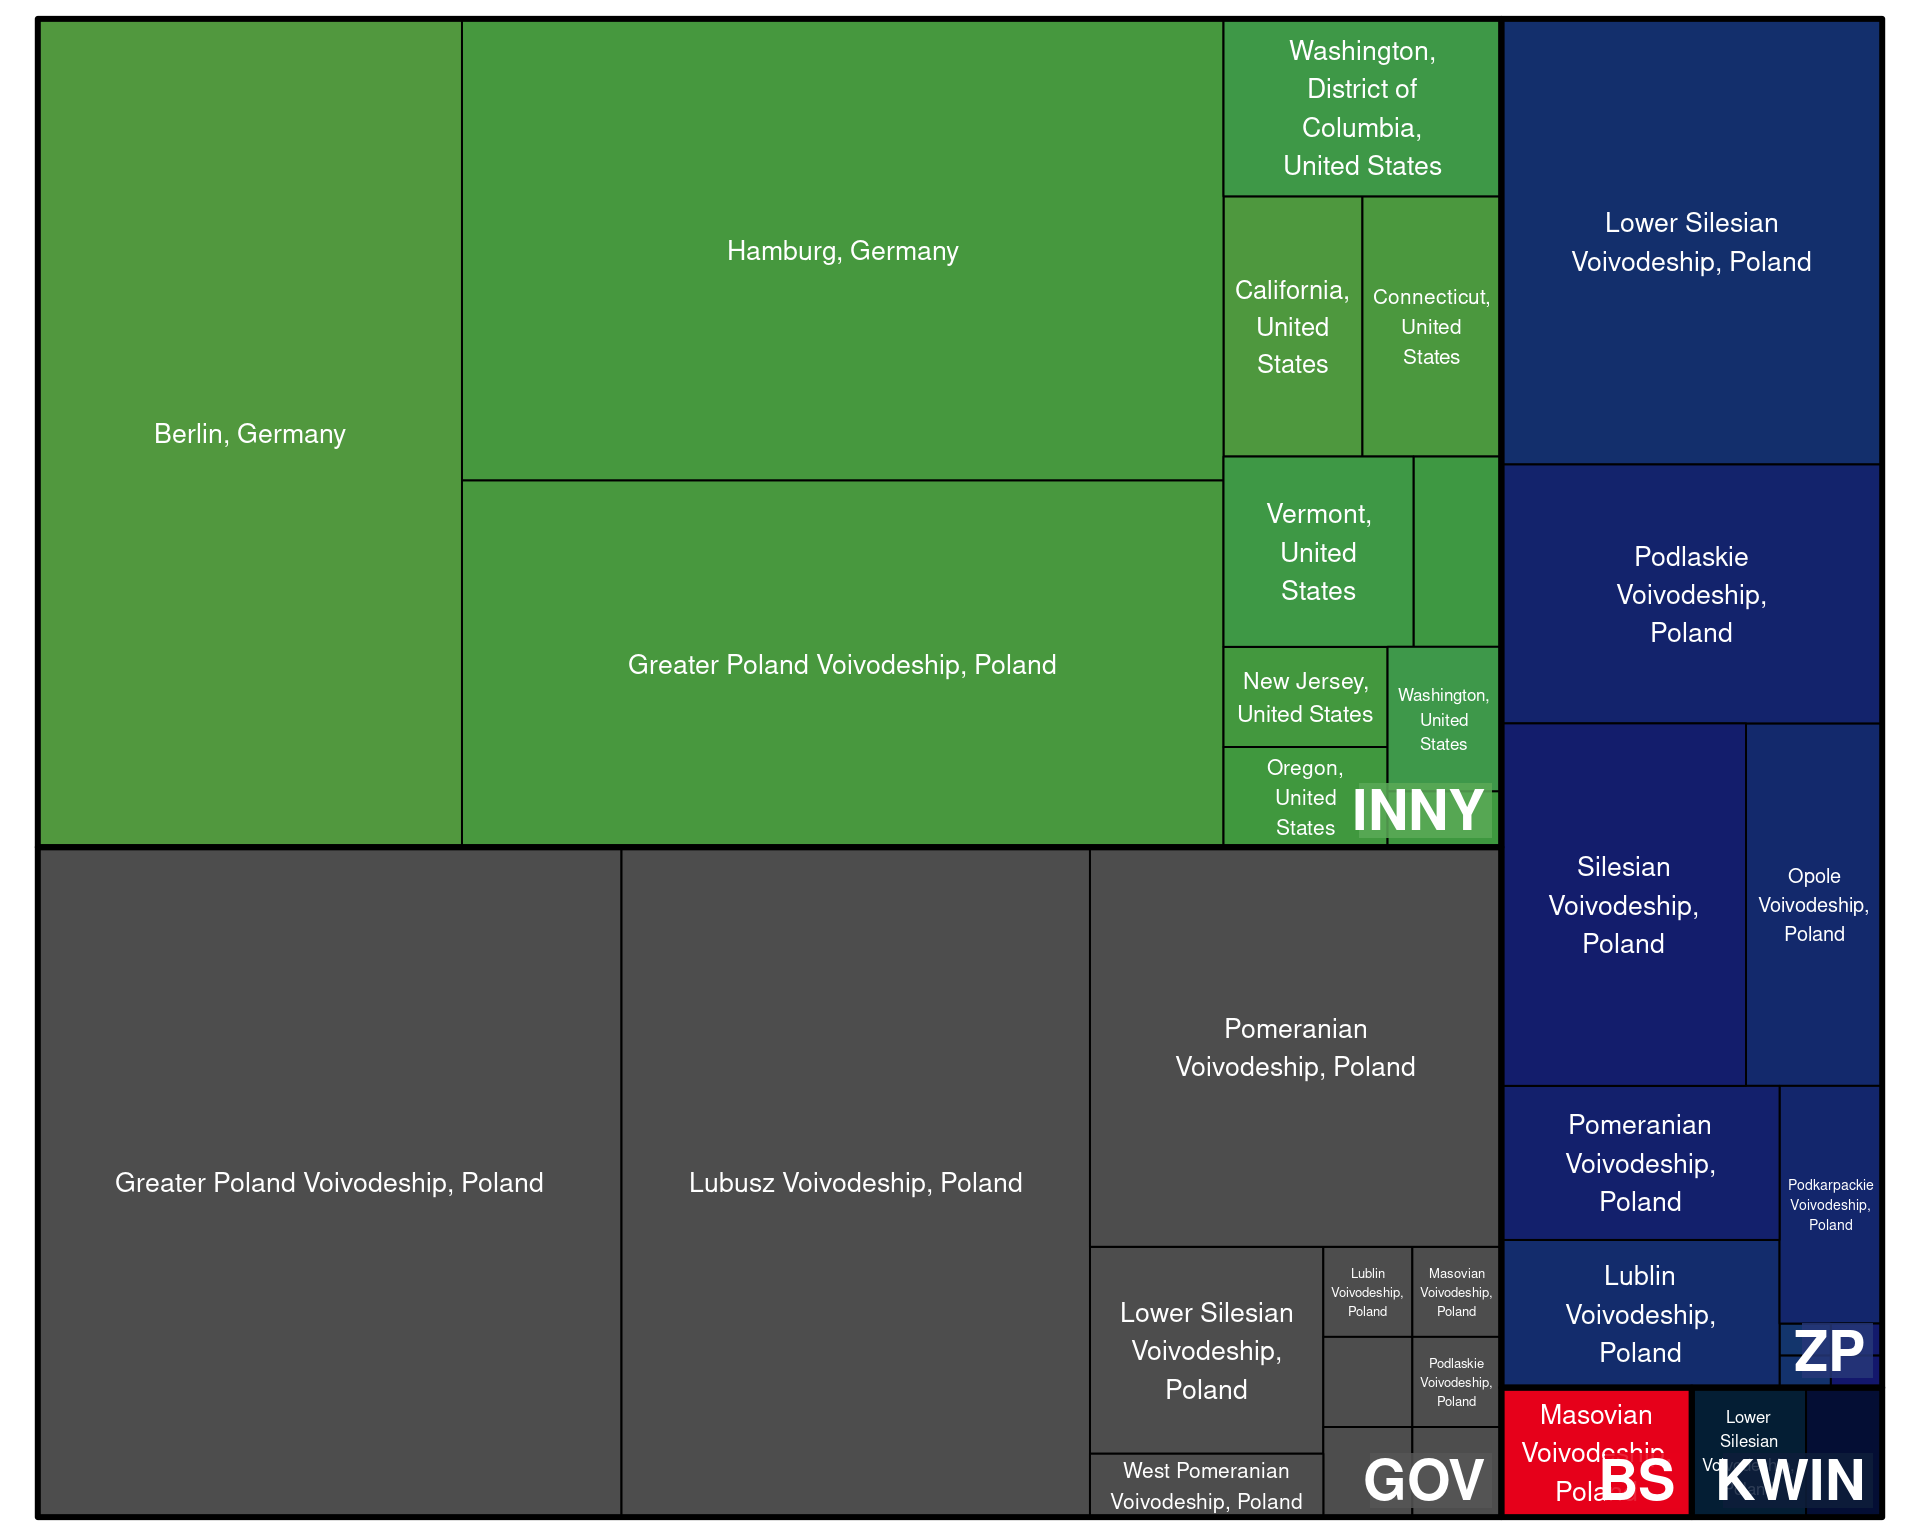 Berlin, Germany
Hamburg, Germany
Greater Poland Voivodeship, Poland
Washington,
District of
Columbia,
United States
California,
United
States
Connecticut,
United
States
Vermont,
United
States
New Jersey,
United States
Washington,
United
States
Oregon,
United
States
INNY
Greater Poland Voivodeship, Poland
Lubusz Voivodeship, Poland
Pomeranian
Voivodeship, Poland
Lower Silesian
Voivodeship,
Poland
West Pomeranian
Voivodeship, Poland
Lublin
Voivodeship,
Poland
Masovian
Voivodeship,
Poland
Podlaskie
Voivodeship,
Poland
GOV
Lower Silesian
Voivodeship, Poland
Podlaskie
Voivodeship,
Poland
Silesian
Voivodeship,
Poland
Opole
Voivodeship,
Poland
Pomeranian
Voivodeship,
Poland
Podkarpackie
Voivodeship,
Poland
Lublin
Voivodeship,
Poland
ZP
Masovian
Voivodeship,
Poland
BS
Lower
Silesian
KWIN